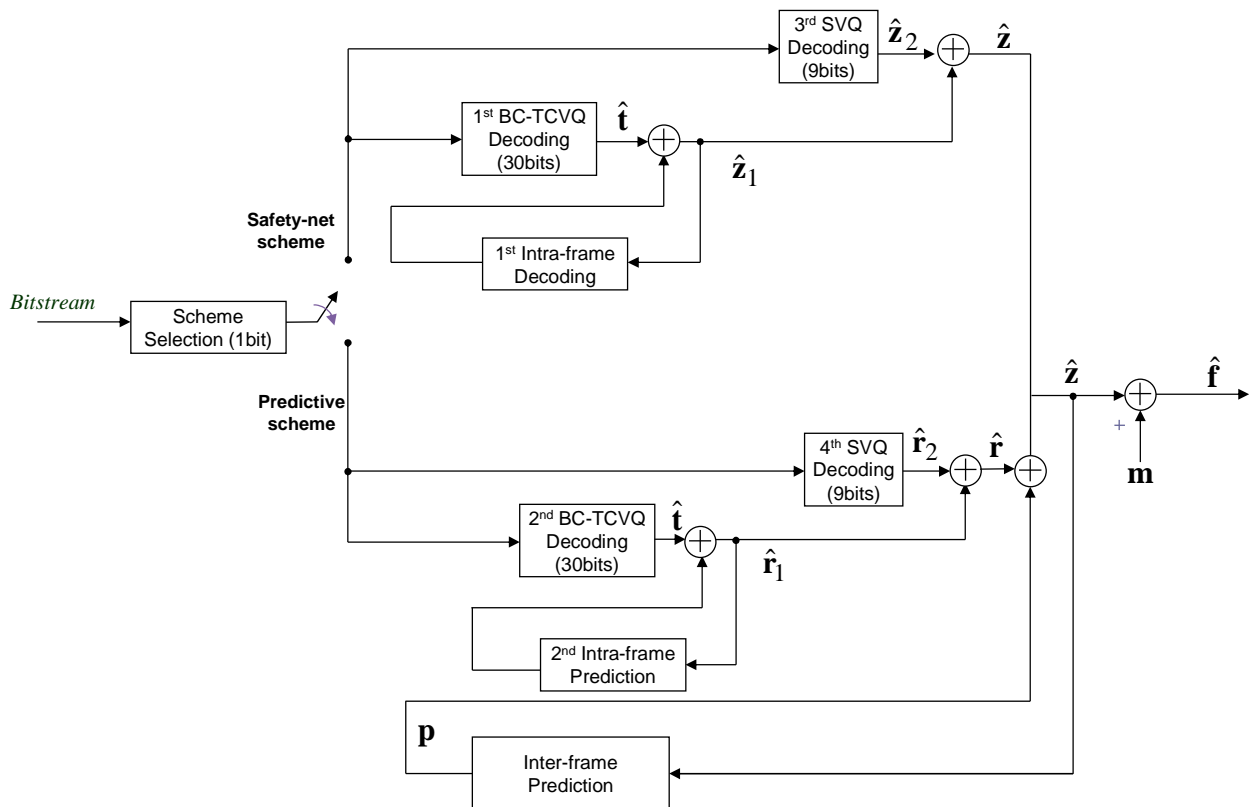 3rd SVQ
Decoding
(9bits)
ẑ2
ẑ
1st BC-TCVQ
Decoding
(30bits)
t̂
ẑ1
Safety-net
scheme
1st Intra-frame
Decoding
Bitstream
Scheme
Selection (1bit)
Predictive
scheme
ẑ
f̂
+
m
4th SVQ
Decoding
(9bits)
r̂2
r̂
2nd BC-TCVQ
Decoding
(30bits)
t̂
r̂1
2nd Intra-frame
Prediction
p
Inter-frame
Prediction